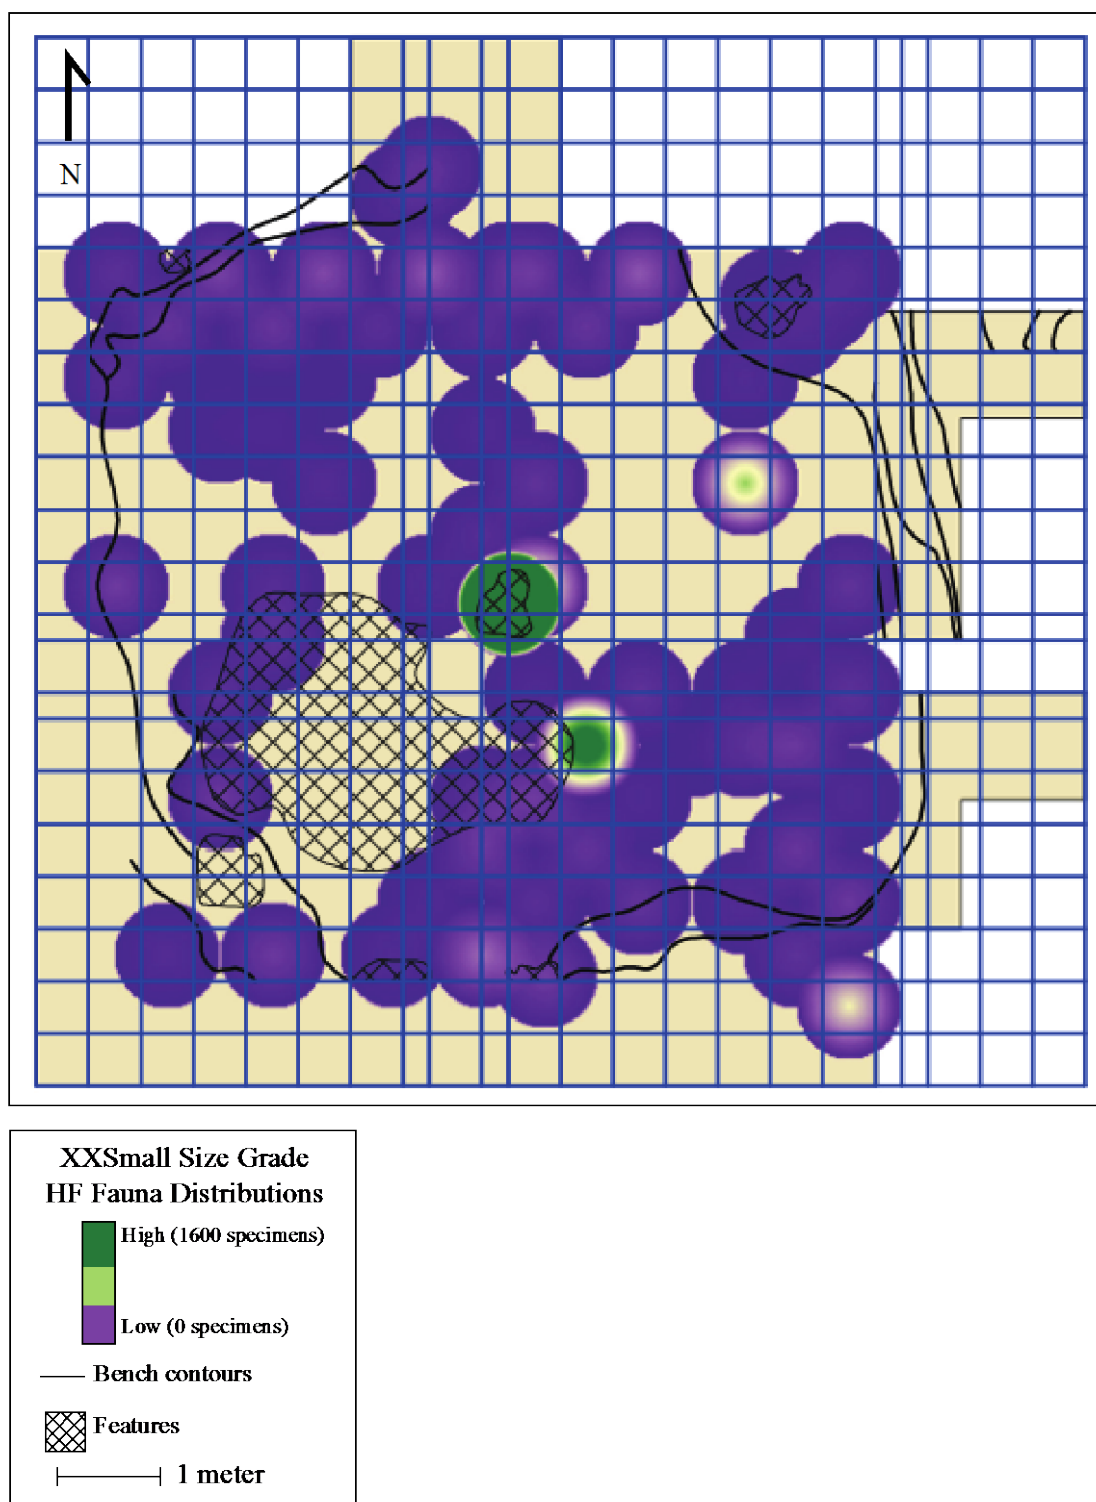 N
XXSmall Size Grade
HF Fauna Distributions
High (1600 specimens)
Low (0 specimens)
Bench contours
Features
1 meter